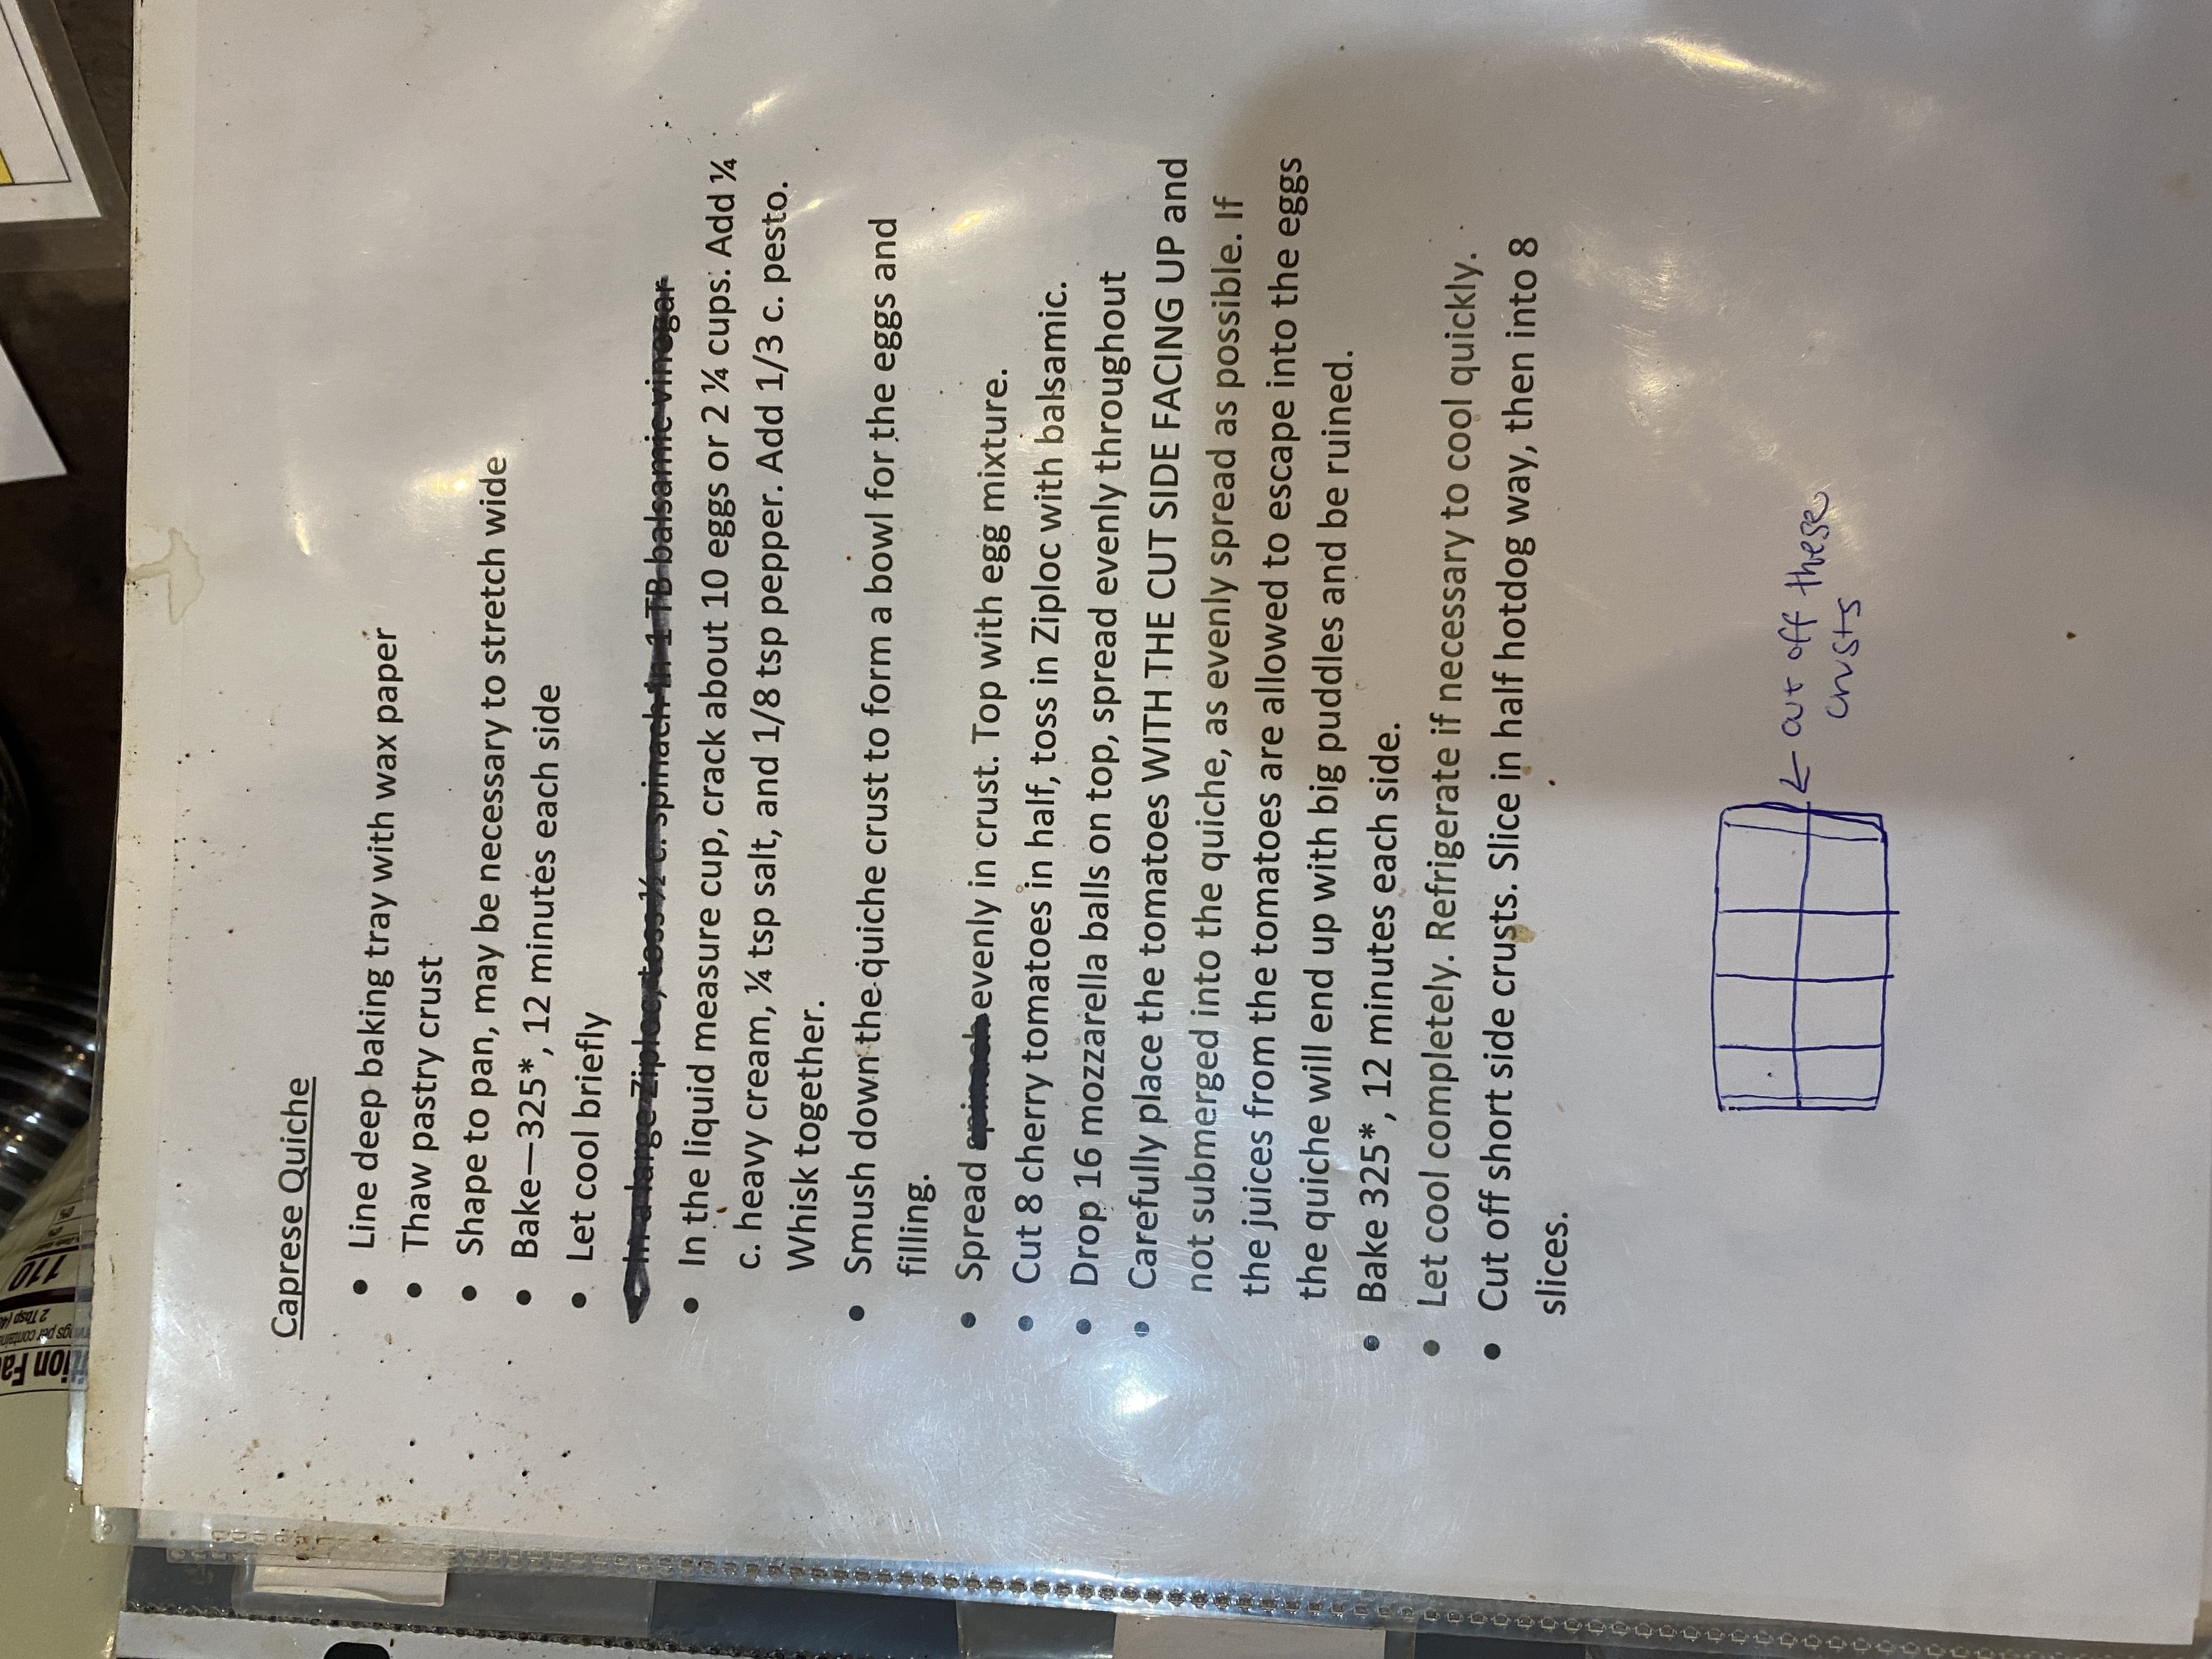 Caprese Quiche
• Line deep baking tray with wax paper
• Thaw pastry crust
• Shape to pan, may be necessary to stretch wide
• Bake—325*, 12 minutes each side
• Let cool briefly
• In a large Ziploc, toss ½ c. spinach in 1 TB balsamic vinegar
• In the liquid measure cup, crack about 10 eggs or 2 ¼ cups. Add ¼
c. heavy cream, ¼ tsp salt, and 1/8 tsp pepper. Add 1/3 c. pesto.
Whisk together.
• Smush down the quiche crust to form a bowl for the eggs and
filling.
• Spread spinach evenly in crust. Top with egg mixture.
• Cut 8 cherry tomatoes in half, toss in Ziploc with balsamic.
• Drop 16 mozzarella balls on top, spread evenly throughout
• Carefully place the tomatoes WITH THE CUT SIDE FACING UP and
not submerged into the quiche, as evenly spread as possible. If
the juices from the tomatoes are allowed to escape into the eggs
the quiche will end up with big puddles and be ruined.
• Bake 325*, 12 minutes each side.
• Let cool completely. Refrigerate if necessary to cool quickly.
• Cut off short side crusts. Slice in half hotdog way, then into 8
slices.
← cut off these
crusts
ition Fa
2 Tbsp
110